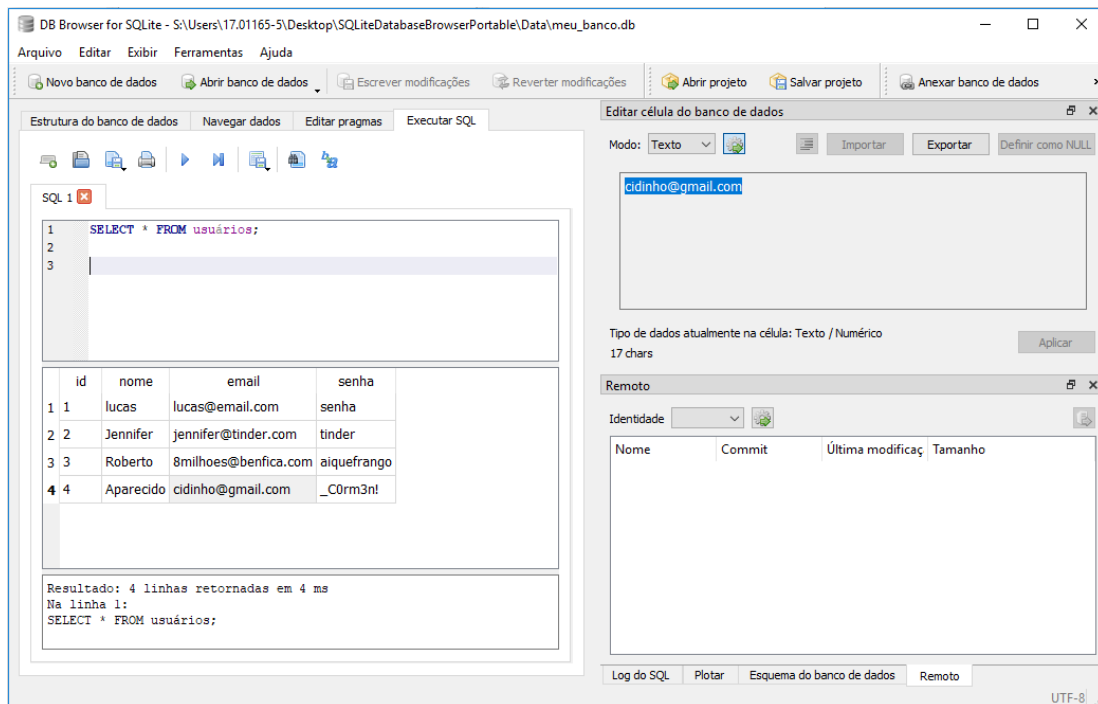 DB Browser for SQLite - S:\Users\17.01165-5\Desktop\SQLiteDatabaseBrowserPortable\Data\meu_banco.db
Arquivo Editar Exibir Ferramentas Ajuda
Novo banco de dados Abrir banco de dados Escrever modificações Reverter modificações Abrir projeto Salvar projeto Anexar banco de dados
Estrutura do banco de dados Navegar dados Editar pragmas Executar SQL
SQL 1
1 SELECT * FROM usuários;
2
3
id nome email senha
1 1 lucas lucas@email.com senha
2 2 Jennifer jennifer@tinder.com tinder
3 3 Roberto 8milhoes@benfica.com aiquefrango
4 4 Aparecido cidinho@gmail.com _C0rm3n!
Resultado: 4 linhas retornadas em 4 ms
Na linha 1:
SELECT * FROM usuários;
Editar célula do banco de dados
Modo: Texto Importar Exportar Definir como NULL
cidinho@gmail.com
Tipo de dados atualmente na célula: Texto / Numérico
17 chars
Aplicar
Remoto
Identidade
Nome Commit Última modificaç Tamanho
Log do SQL Plotar Esquema do banco de dados Remoto
UTF-8